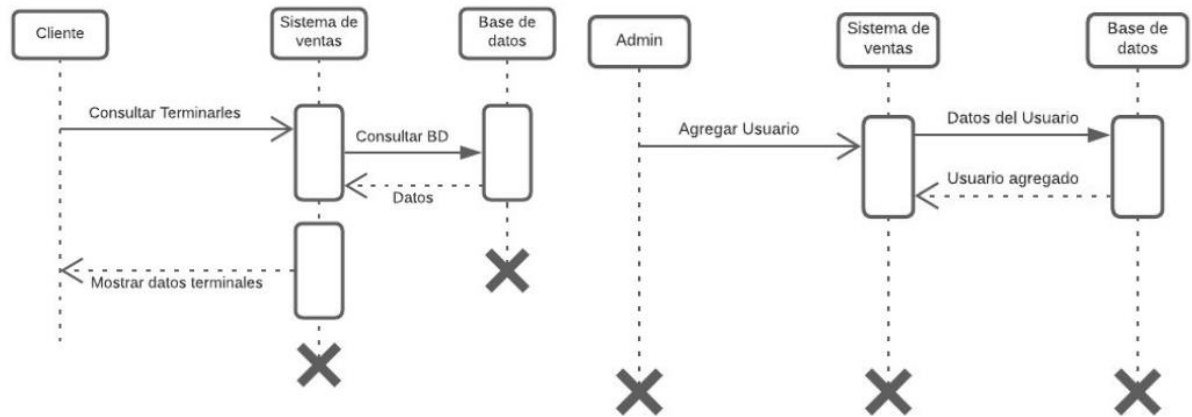 Cliente
Sistema de
ventas
Base de
datos
Consultar Terminarles
Consultar BD
Datos
Mostrar datos terminales
Admin
Sistema de
ventas
Base de
datos
Agregar Usuario
Datos del Usuario
Usuario agregado